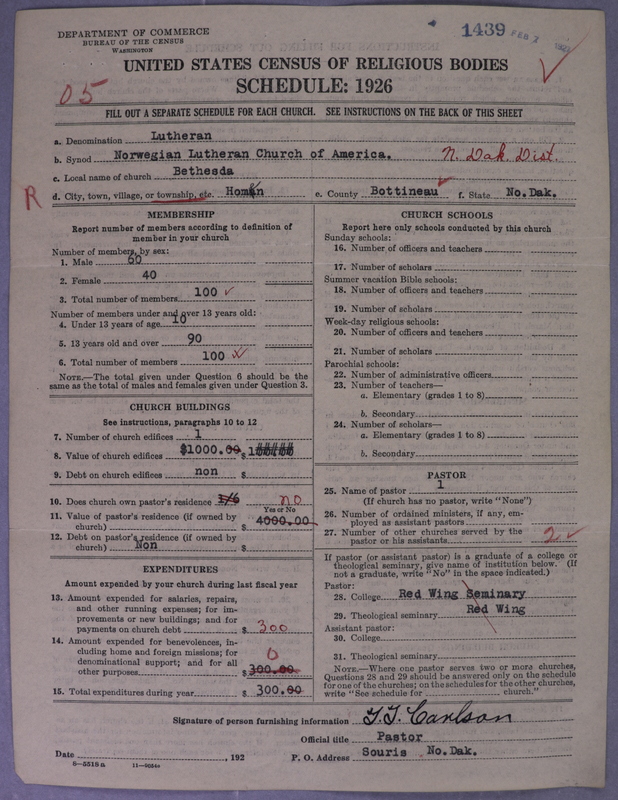 DEPARTMENT OF COMMERCE
BUREAU OF THE CENSUS
WASHINGTON
1439 FEB 7 1927
UNITED STATES CENSUS OF RELIGIOUS BODIES
SCHEDULE: 1926
05
FILL OUT A SEPARATE SCHEDULE FOR EACH CHURCH. SEE INSTRUCTIONS ON THE BACK OF THIS SHEET
a. Denomination Lutheran
b. Synod Norwegian Lutheran Church of America. N. Dak. Dist.
c. Local name of church Bethesda
R d. City, town, village, or township, etc. Homen e. County Bottineau f. State No.Dak.
MEMBERSHIP
Report number of members according to definition of
member in your church
Number of members, by sex:
1. Male 60
2. Female 40
3. Total number of members 100
Number of members under and over 13 years old:
4. Under 13 years of age 10
5. 13 years old and over 90
6. Total number of members 100
NOTE.—The total given under Question 6 should be the
same as the total of males and females given under Question 3.
CHURCH BUILDINGS
See instructions, paragraphs 10 to 12
7. Number of church edifices 1
8. Value of church edifices $1000.00 $
9. Debt on church edifices non $
10. Does church own pastor's residence no
Yes or No
11. Value of pastor's residence (if owned by
church) 4000.00
12. Debt on pastor's residence (if owned by
church) Non $
EXPENDITURES
Amount expended by your church during last fiscal year
13. Amount expended for salaries, repairs,
and other running expenses; for im-
provements or new buildings; and for
payments on church debt $ 300
14. Amount expended for benevolences, in-
cluding home and foreign missions; for
denominational support; and for all 0
other purposes $ 300.00
15. Total expenditures during year $ 300.00
CHURCH SCHOOLS
Report here only schools conducted by this church
Sunday schools:
16. Number of officers and teachers
17. Number of scholars
Summer vacation Bible schools:
18. Number of officers and teachers
19. Number of scholars
Week-day religious schools:
20. Number of officers and teachers
21. Number of scholars
Parochial schools:
22. Number of administrative officers
23. Number of teachers—
a. Elementary (grades 1 to 8)
b. Secondary
24. Number of scholars—
a. Elementary (grades 1 to 8)
b. Secondary
PASTOR
25. Name of pastor 1
(If church has no pastor, write "None")
26. Number of ordained ministers, if any, em-
ployed as assistant pastors
27. Number of other churches served by the
pastor or his assistants 2
If pastor (or assistant pastor) is a graduate of a college or
theological seminary, give name of institution below. (If
not a graduate, write "No" in the space indicated.)
Pastor:
28. College Red Wing Seminary
29. Theological seminary Red Wing
Assistant pastor:
30. College
31. Theological seminary
NOTE.—Where one pastor serves two or more churches,
Questions 28 and 29 should be answered only on the schedule
for one of the churches; on the schedules for the other churches,
write "See schedule for church."
Signature of person furnishing information T.T. Carlson
Official title Pastor
Date , 192 P. O. Address Souris No.Dak.
8—5518 a 11—9654a